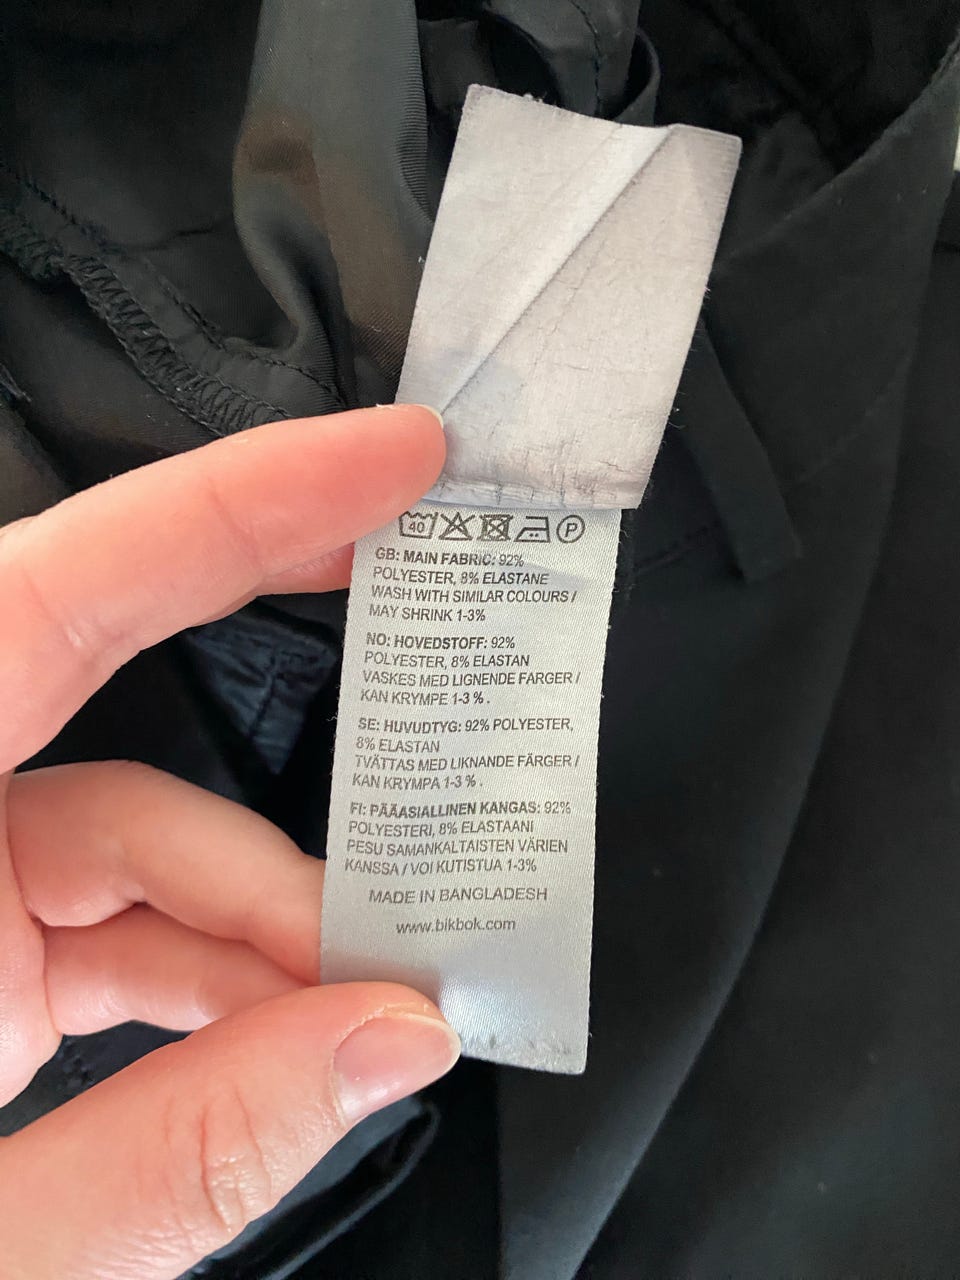 40 P
GB: MAIN FABRIC: 92%
POLYESTER, 8% ELASTANE
WASH WITH SIMILAR COLOURS /
MAY SHRINK 1-3%
NO: HOVEDSTOFF: 92%
POLYESTER, 8% ELASTAN
VASKES MED LIGNENDE FARGER /
KAN KRYMPE 1-3 % .
SE: HUVUDTYG: 92% POLYESTER,
8% ELASTAN
TVÄTTAS MED LIKNANDE FÄRGER /
KAN KRYMPA 1-3 % .
FI: PÄÄASIALLINEN KANGAS: 92%
POLYESTERI, 8% ELASTAANI
PESU SAMANKALTAISTEN VÄRIEN
KANSSA / VOI KUTISTUA 1-3%
MADE IN BANGLADESH
www.bikbok.com